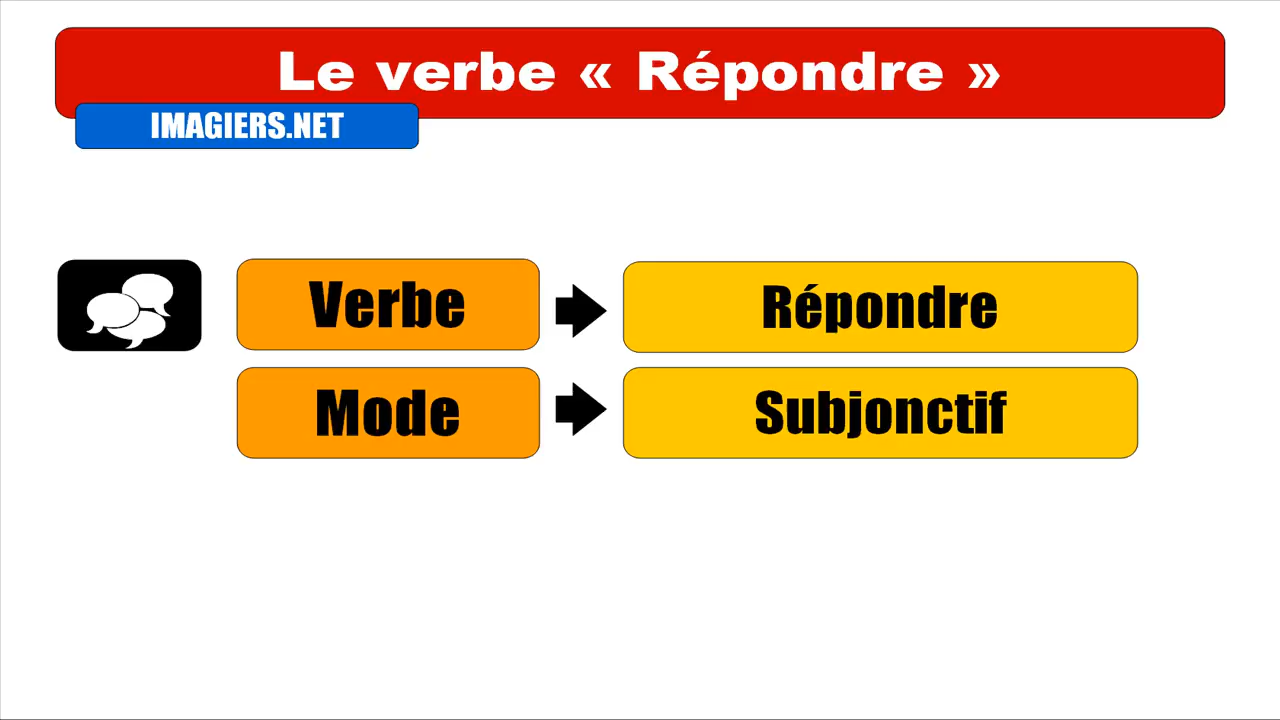 Le verbe « Répondre »
IMAGIERS.NET
Verbe Répondre
Mode Subjonctif